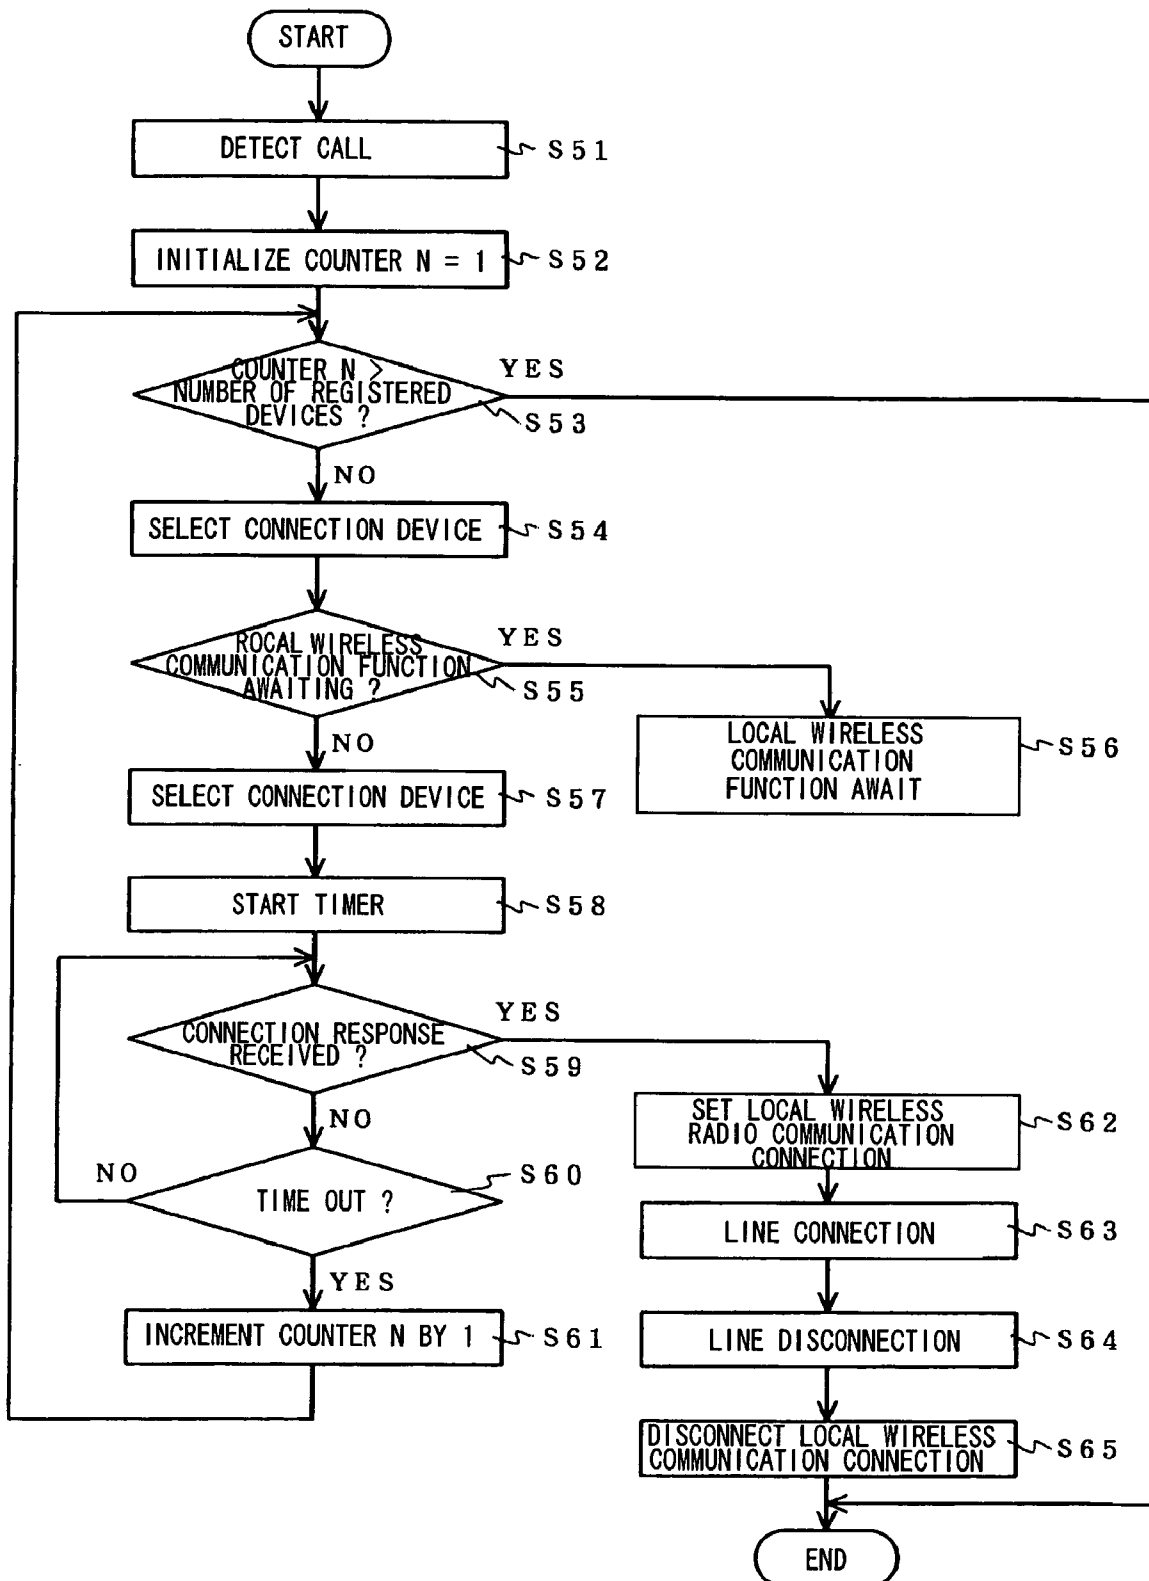 START
DETECT CALL
S51
INITIALIZE COUNTER N = 1
S52
COUNTER N >
NUMBER OF REGISTERED
DEVICES ?
YES
S53
NO
SELECT CONNECTION DEVICE
S54
ROCAL WIRELESS
COMMUNICATION FUNCTION
AWAITING ?
YES
S55
NO
LOCAL WIRELESS
COMMUNICATION
FUNCTION AWAIT
S56
SELECT CONNECTION DEVICE
S57
START TIMER
S58
CONNECTION RESPONSE
RECEIVED ?
YES
S59
NO
TIME OUT ?
S60
NO
YES
INCREMENT COUNTER N BY 1
S61
SET LOCAL WIRELESS
RADIO COMMUNICATION
CONNECTION
S62
LINE CONNECTION
S63
LINE DISCONNECTION
S64
DISCONNECT LOCAL WIRELESS
COMMUNICATION CONNECTION
S65
END